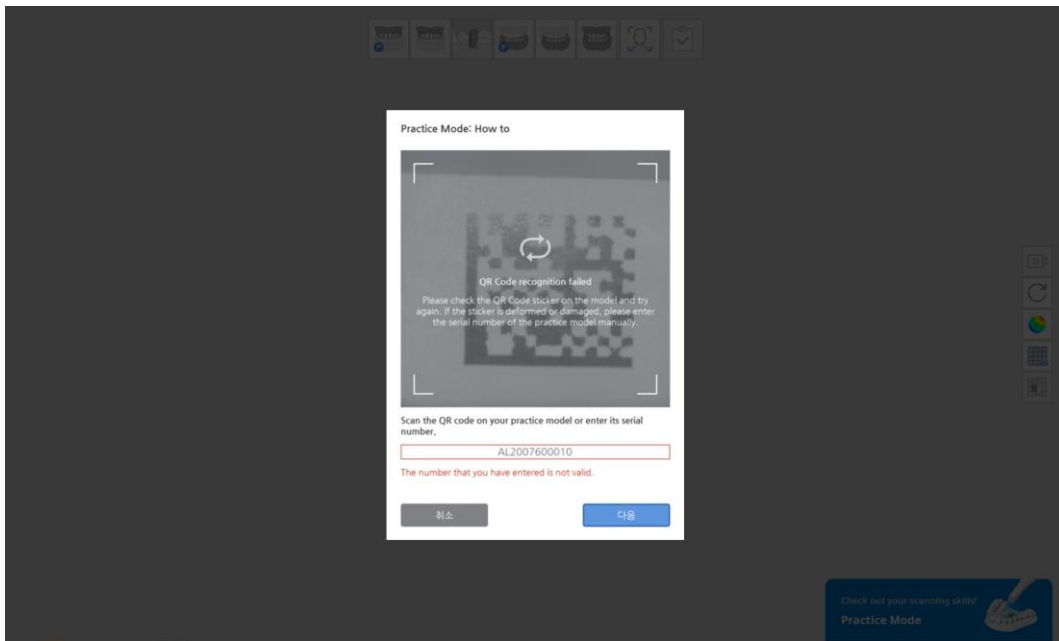 Practice Mode: How to
QR Code recognition failed
Please check the QR Code sticker on the model and try
again. If the sticker is deformed or damaged, please enter
the serial number of the practice model manually.
Scan the QR code on your practice model or enter its serial
number.
AL2007600010
The number that you have entered is not valid.
취소
다음
Check out your scanning skills!
Practice Mode